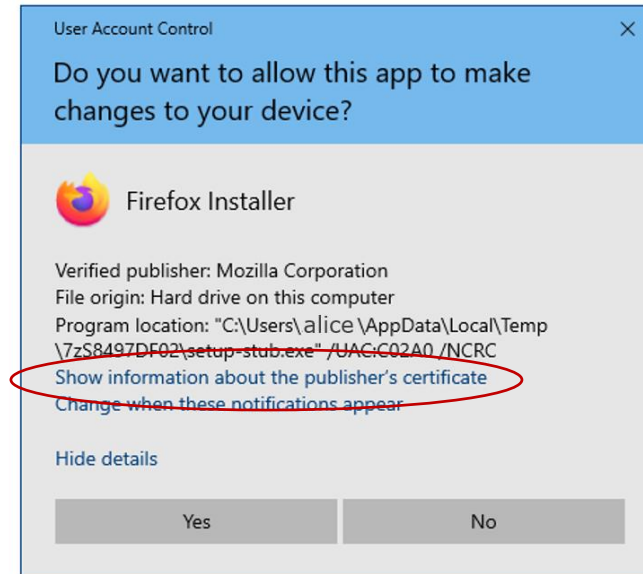 User Account Control
Do you want to allow this app to make
changes to your device?
Firefox Installer
Verified publisher: Mozilla Corporation
File origin: Hard drive on this computer
Program location: "C:\Users\alice\AppData\Local\Temp
\7zS8497DF02\setup-stub.exe" /UAC:C02A0 /NCRC
Show information about the publisher's certificate
Change when these notifications appear
Hide details
Yes
No